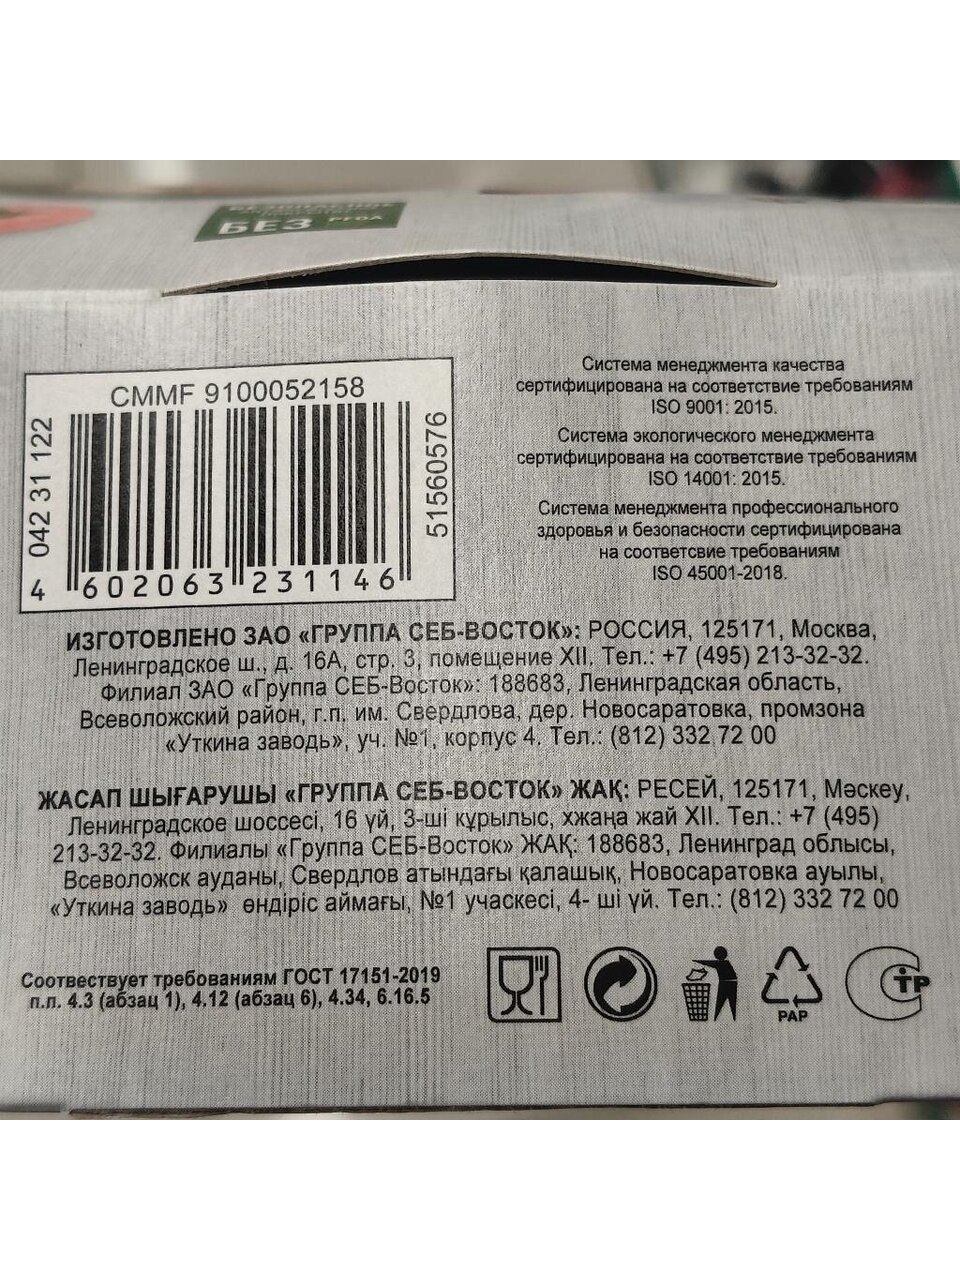 БЕЗ PFOA
CMMF 9100052158
042 31 122
51560576
4 602063 231146
Система менеджмента качества
сертифицирована на соответствие требованиям
ISO 9001: 2015.
Система экологического менеджмента
сертифицирована на соответствие требованиям
ISO 14001: 2015.
Система менеджмента профессионального
здоровья и безопасности сертифицирована
на соответсвие требованиям
ISO 45001-2018.
ИЗГОТОВЛЕНО ЗАО «ГРУППА СЕБ-ВОСТОК»: РОССИЯ, 125171, Москва,
Ленинградское ш., д. 16А, стр. 3, помещение XII. Тел.: +7 (495) 213-32-32.
Филиал ЗАО «Группа СЕБ-Восток»: 188683, Ленинградская область,
Всеволожский район, г.п. им. Свердлова, дер. Новосаратовка, промзона
«Уткина заводь», уч. №1, корпус 4. Тел.: (812) 332 72 00
ЖАСАП ШЫҒАРУШЫ «ГРУППА СЕБ-ВОСТОК» ЖАҚ: РЕСЕЙ, 125171, Мәскеу,
Ленинградское шоссесі, 16 үй, 3-ші құрылыс, хжаңа жай XII. Тел.: +7 (495)
213-32-32. Филиалы «Группа СЕБ-Восток» ЖАҚ: 188683, Ленинград облысы,
Всеволожск ауданы, Свердлов атындағы қалашық, Новосаратовка ауылы,
«Уткина заводь» өндіріс аймағы, №1 учаскесі, 4- ші үй. Тел.: (812) 332 72 00
Соотвествует требованиям ГОСТ 17151-2019
п.п. 4.3 (абзац 1), 4.12 (абзац 6), 4.34, 6.16.5
PAP
СТР